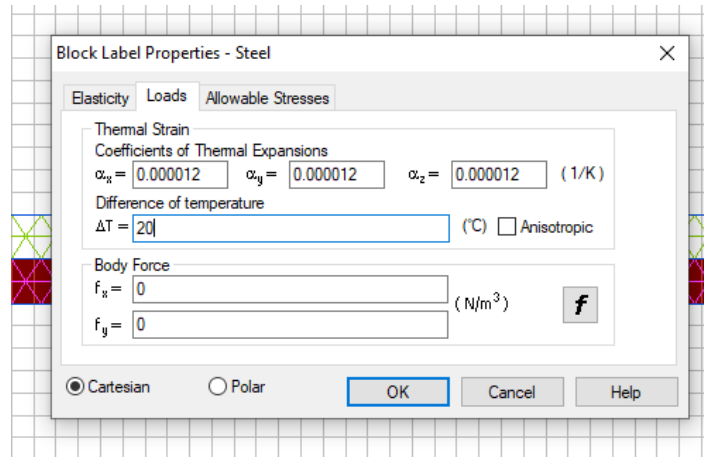 Block Label Properties - Steel
Elasticity Loads Allowable Stresses
Thermal Strain
Coefficients of Thermal Expansions
αx = 0.000012 αy = 0.000012 αz = 0.000012 (1/K)
Difference of temperature
ΔT = 20 (°C) Anisotropic
Body Force
fx = 0
(N/m³) f
fy = 0
Cartesian Polar OK Cancel Help